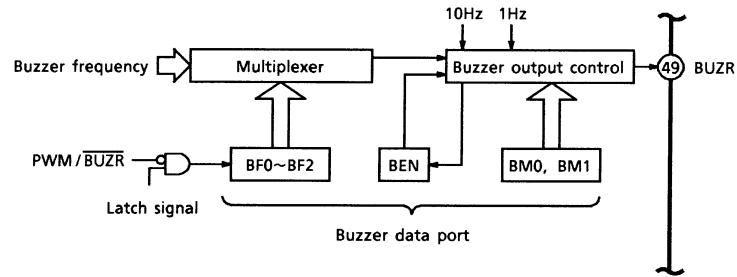 10Hz 1Hz
Buzzer frequency Multiplexer Buzzer output control 49 BUZR
PWM / B̅U̅Z̅R̅ BF0~BF2 BEN BM0, BM1
Latch signal
Buzzer data port